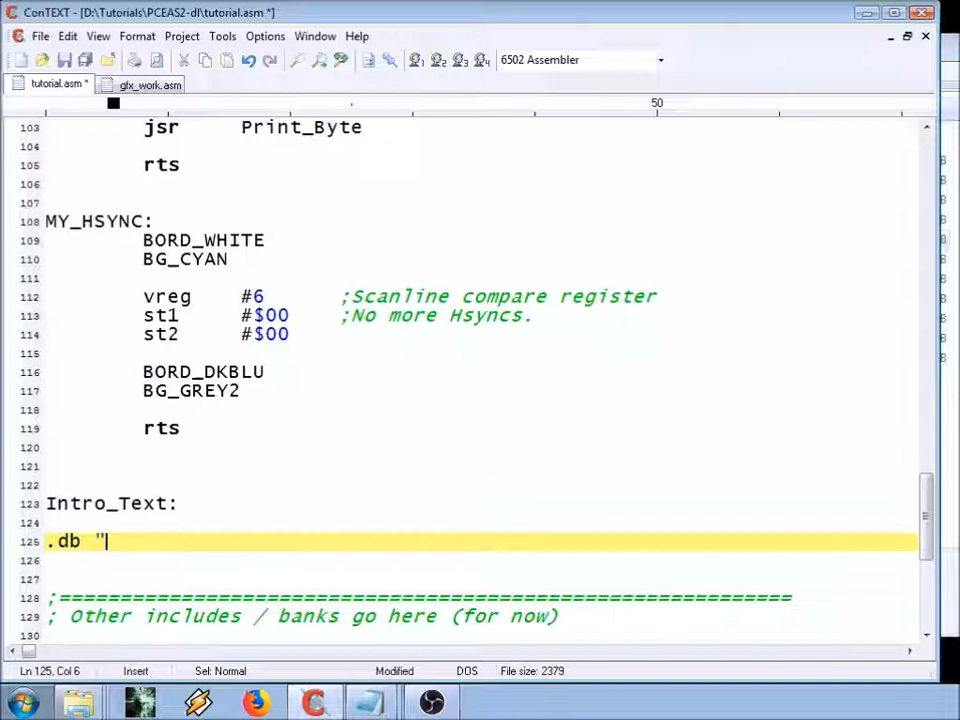 ConTEXT - [D:\Tutorials\PCEAS2-dl\tutorial.asm *]
File Edit View Format Project Tools Options Window Help
6502 Assembler
tutorial.asm * gfx_work.asm
50
103 jsr Print_Byte
104
105 rts
106
107
108 MY_HSYNC:
109 BORD_WHITE
110 BG_CYAN
111
112 vreg #6 ;Scanline compare register
113 st1 #$00 ;No more Hsyncs.
114 st2 #$00
115
116 BORD_DKBLU
117 BG_GREY2
118
119 rts
120
121
122
123 Intro_Text:
124
125 .db "
126
127
128 ;============================================================
129 ; Other includes / banks go here (for now)
130
Ln 125, Col 6 Insert Sel: Normal Modified DOS File size: 2379